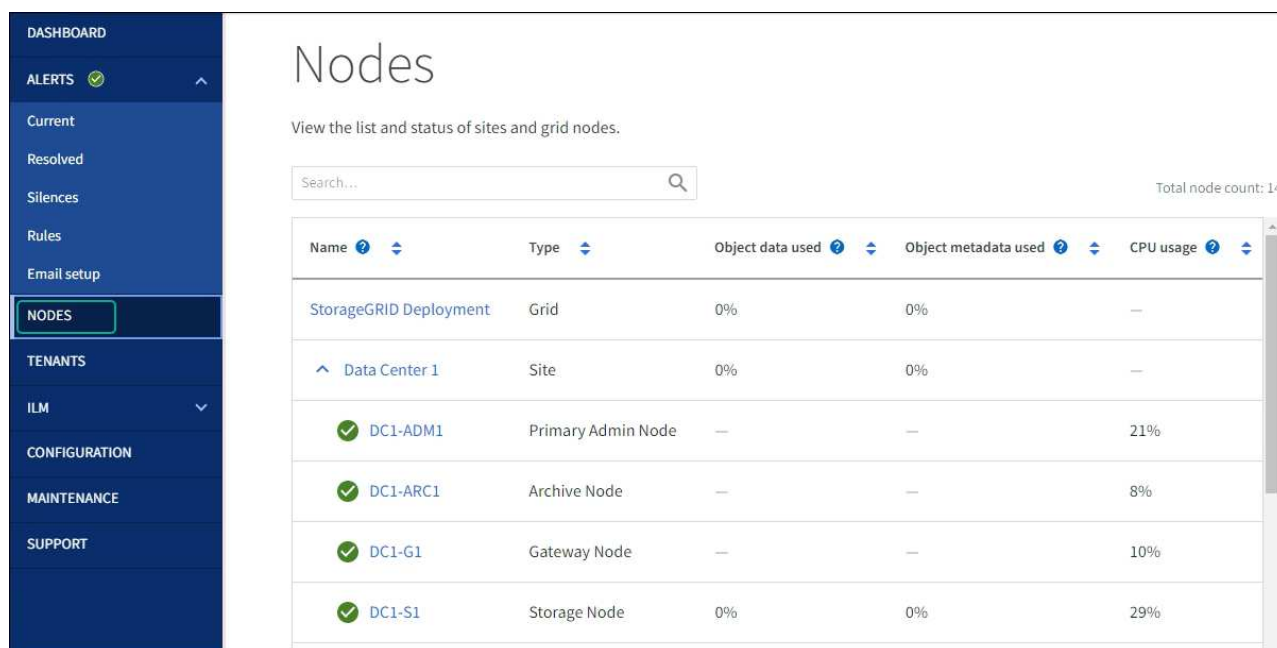 DASHBOARD
ALERTS
Current
Resolved
Silences
Rules
Email setup
NODES
TENANTS
ILM
CONFIGURATION
MAINTENANCE
SUPPORT
Nodes
View the list and status of sites and grid nodes.
Search...
Total node count: 14
Name ? Type Object data used ? Object metadata used ? CPU usage ?
StorageGRID Deployment Grid 0% 0% —
Data Center 1 Site 0% 0% —
DC1-ADM1 Primary Admin Node — — 21%
DC1-ARC1 Archive Node — — 8%
DC1-G1 Gateway Node — — 10%
DC1-S1 Storage Node 0% 0% 29%